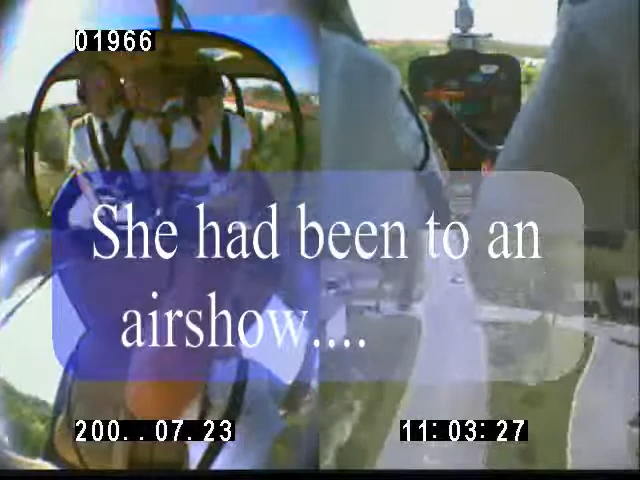 01966
She had been to an
airshow....
200. . 07. 23
11: 03: 27